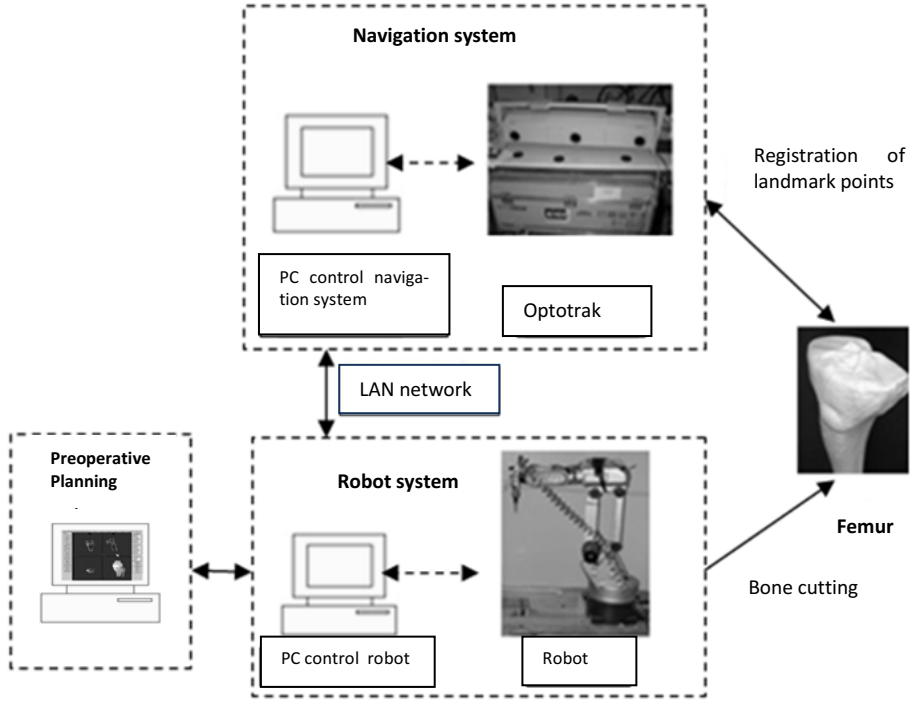 Navigation system
Registration of
landmark points
PC control naviga-
tion system
Optotrak
LAN network
Preoperative
Planning
Robot system
Femur
Bone cutting
PC control robot
Robot